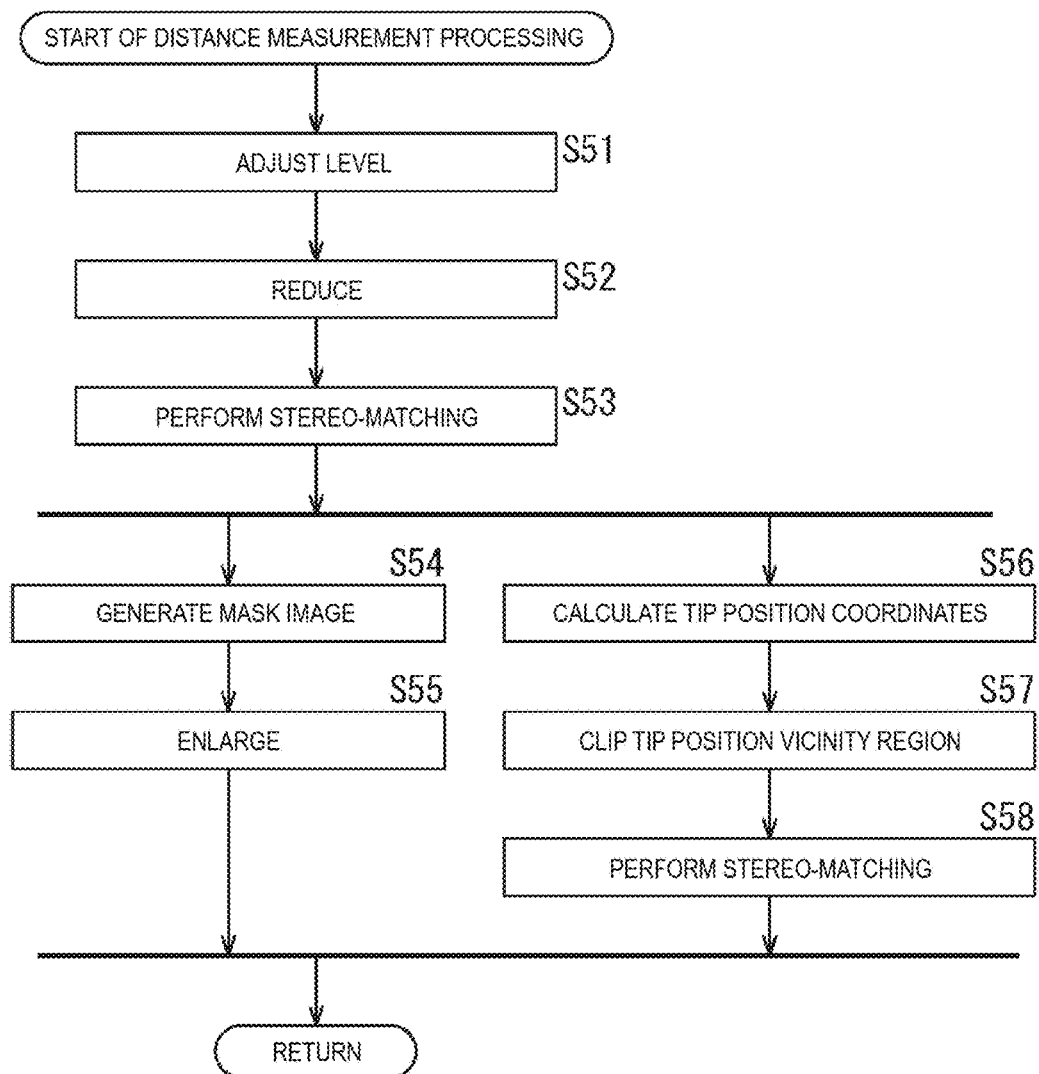 START OF DISTANCE MEASUREMENT PROCESSING
ADJUST LEVEL
S51
REDUCE
S52
PERFORM STEREO-MATCHING
S53
S54
GENERATE MASK IMAGE
S55
ENLARGE
S56
CALCULATE TIP POSITION COORDINATES
S57
CLIP TIP POSITION VICINITY REGION
S58
PERFORM STEREO-MATCHING
RETURN